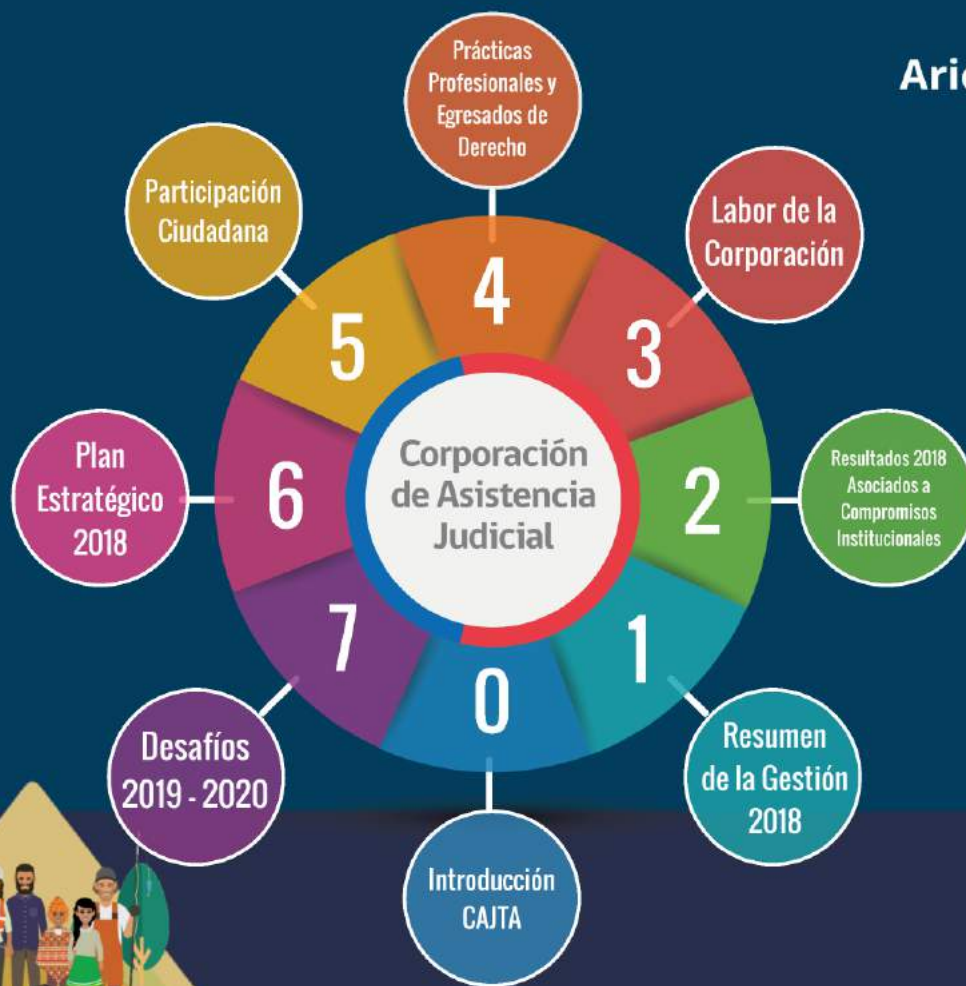 Prácticas
Profesionales y
Egresados de
Derecho
Participación
Ciudadana
Labor de la
Corporación
4
5
3
Plan
Estratégico
2018
6
Corporación
de Asistencia
Judicial
2
Resultados 2018
Asociados a
Compromisos
Institucionales
7
1
0
Desafíos
2019 - 2020
Resumen
de la Gestión
2018
Introducción
CAJTA